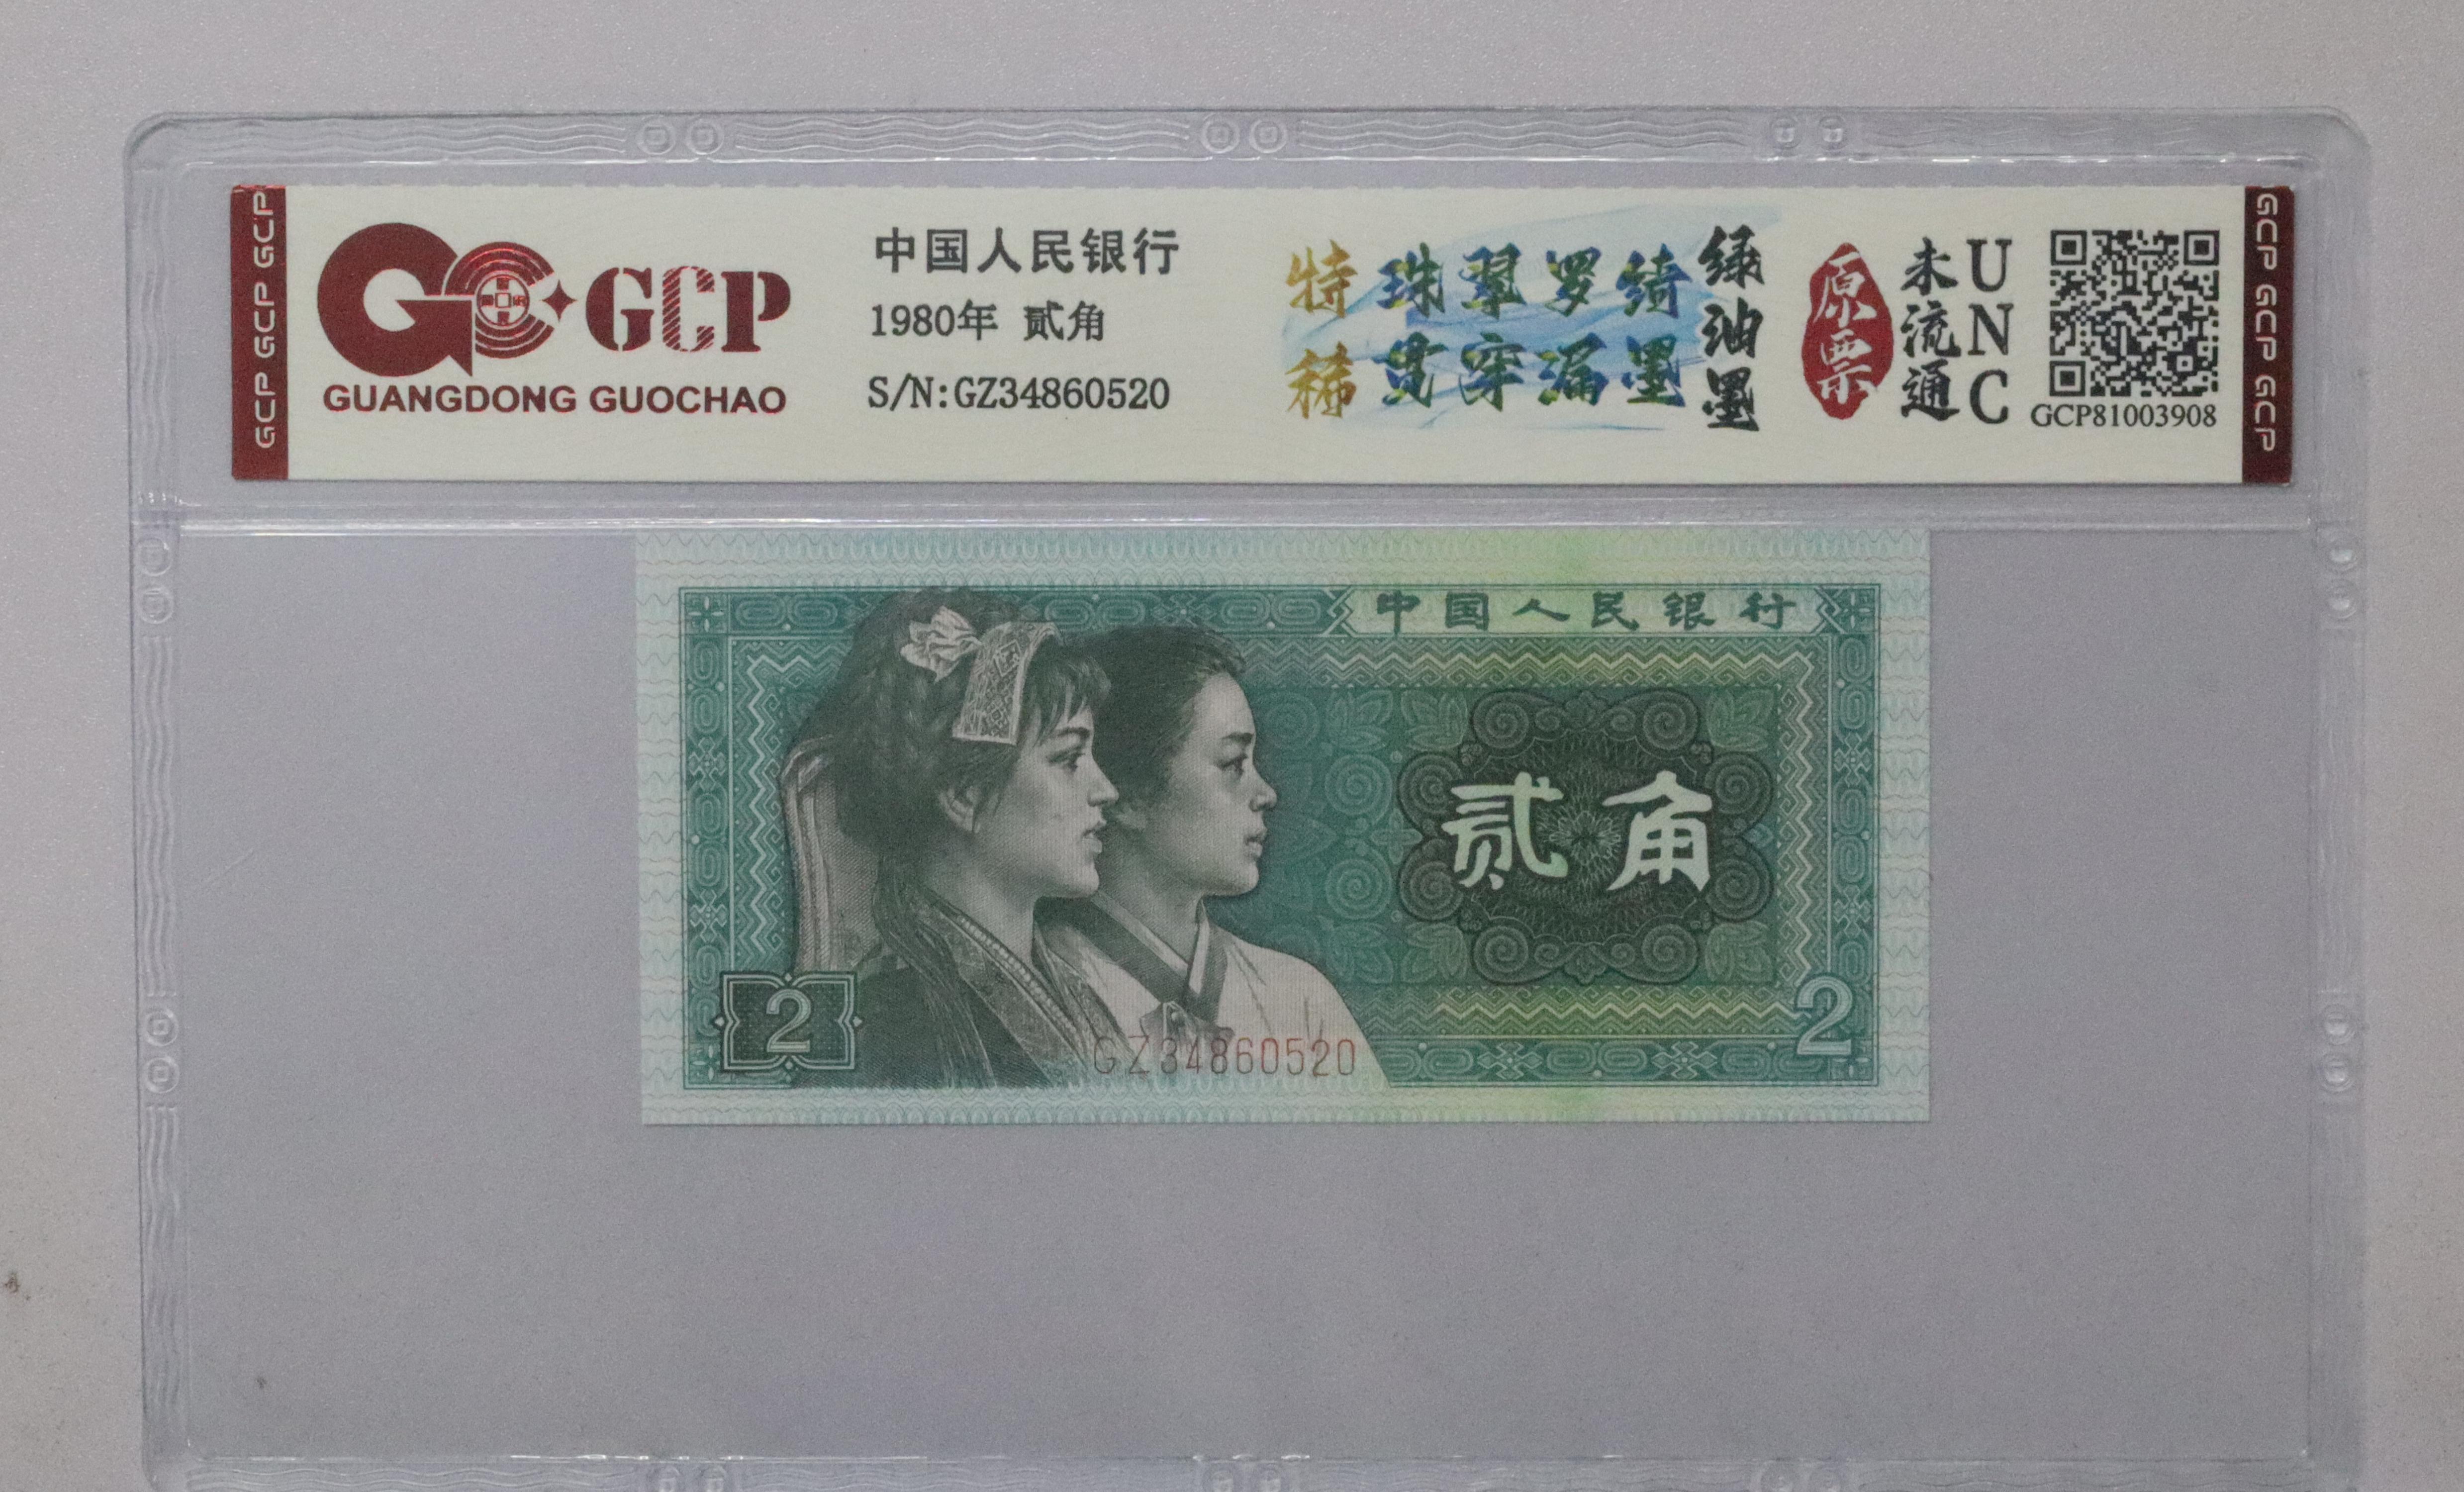 GCP GCP GCP
GCP
GUANGDONG GUOCHAO
中国人民银行
1980年 贰角
S/N:GZ34860520
特稀
珠翠罗绮
贯穿漏墨
绿油墨
原票
未流通
UNC
GCP81003908
GCP GCP GCP
中国人民银行
贰角
2
2
GZ34860520